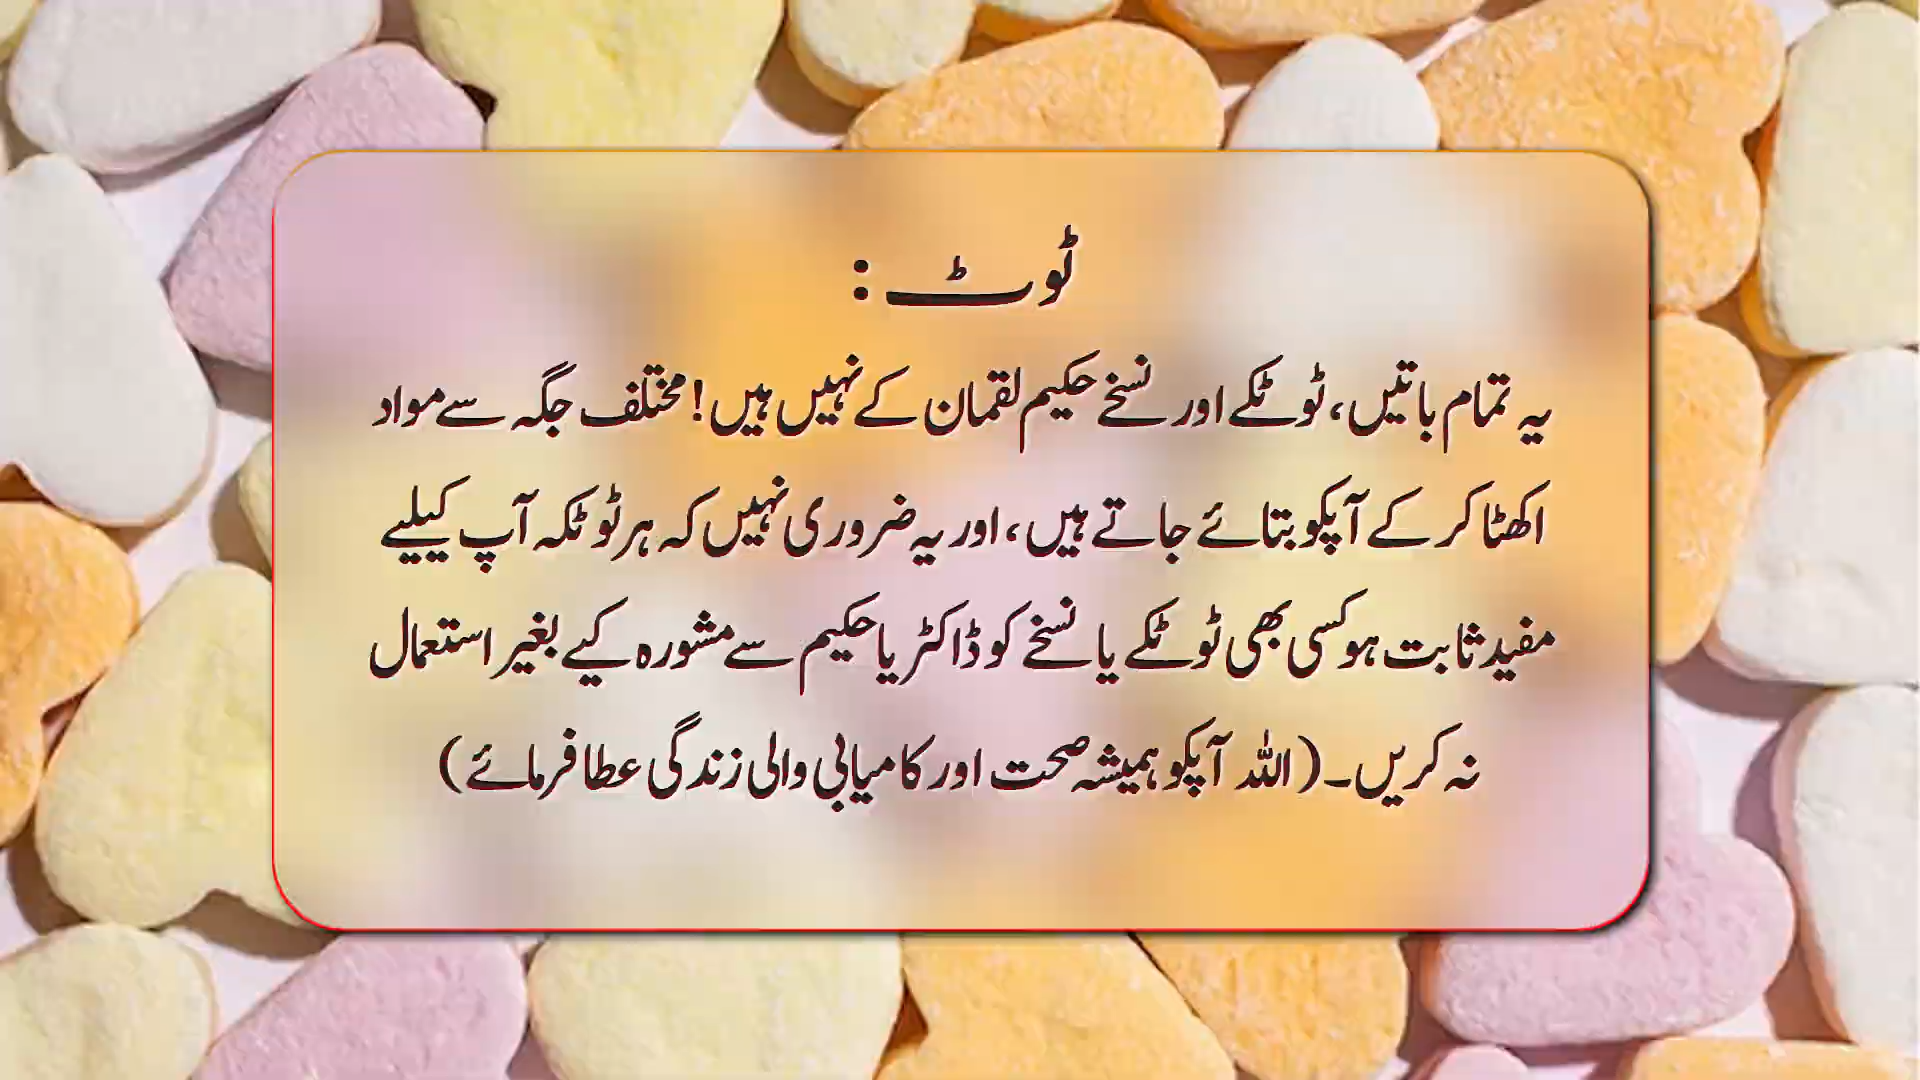 ٹوٹ :
یہ تمام باتیں، ٹوٹکے اور نسخے حکیم لقمان کے نہیں ہیں! مختلف جگہ سے مواد
اکھٹا کر کے آپکو بتائے جاتے ہیں، اور یہ ضروری نہیں کہ ہر ٹوٹکہ آپ کیلیے
مفید ثابت ہو کسی بھی ٹوٹکے یا نسخے کو ڈاکٹر یا حکیم سے مشورہ کیے بغیر استعمال
نہ کریں۔ (اللہ آپکو ہمیشہ صحت اور کامیابی والی زندگی عطا فرمائے)